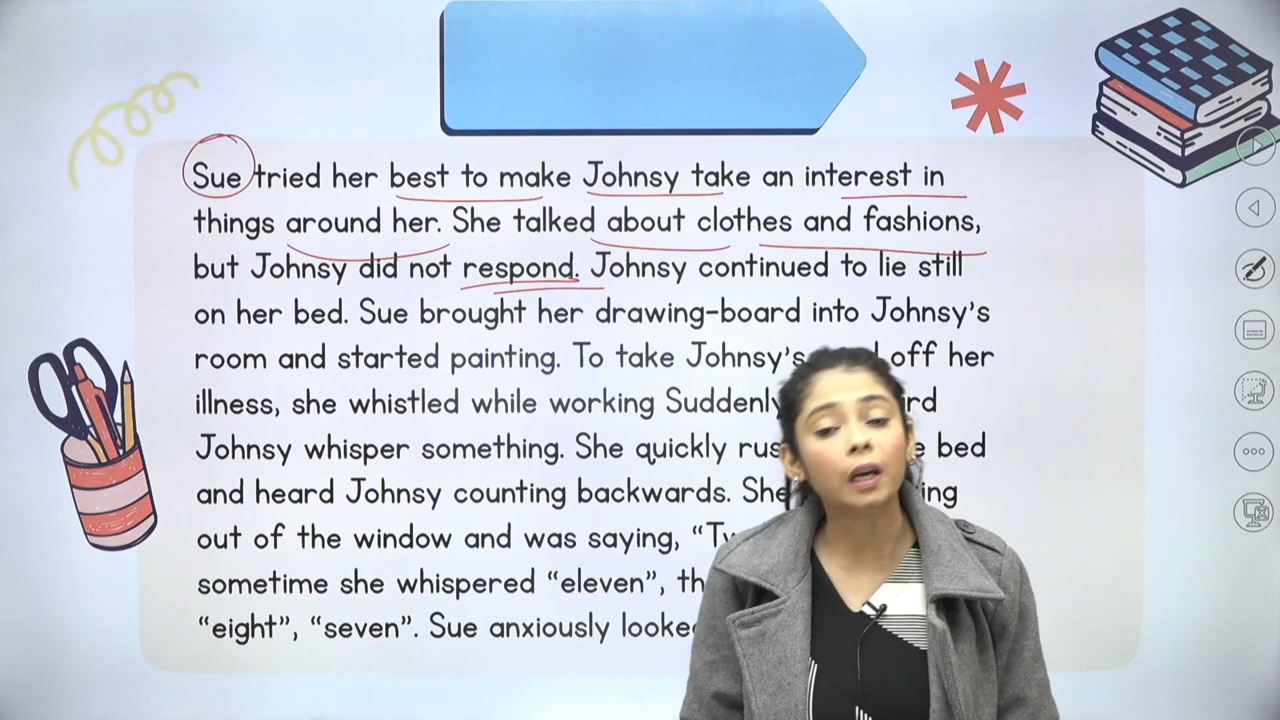 Sue tried her best to make Johnsy take an interest in
things around her. She talked about clothes and fashions,
but Johnsy did not respond. Johnsy continued to lie still
on her bed. Sue brought her drawing-board into Johnsy's
room and started painting. To take Johnsy's off her
illness, she whistled while working Suddenly
Johnsy whisper something. She quickly bed
and heard Johnsy counting backwards. She
out of the window and was saying,
sometime she whispered "eleven",
"eight", "seven". Sue anxiously